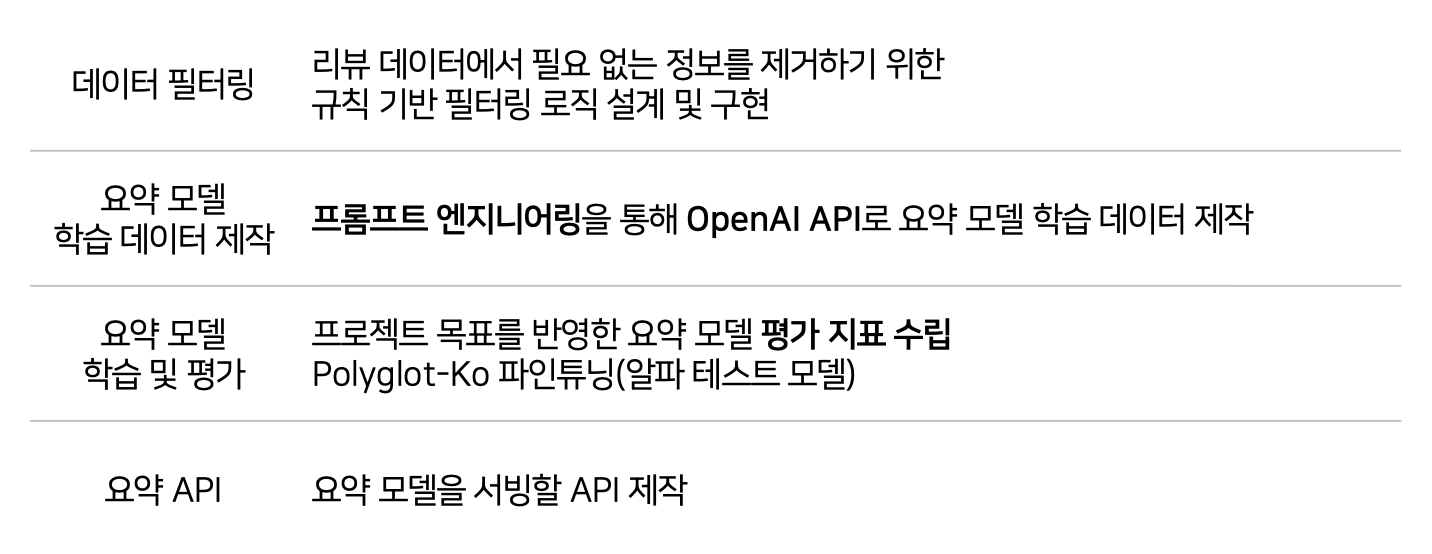 데이터 필터링
리뷰 데이터에서 필요 없는 정보를 제거하기 위한
규칙 기반 필터링 로직 설계 및 구현
요약 모델
학습 데이터 제작
프롬프트 엔지니어링을 통해 OpenAI API로 요약 모델 학습 데이터 제작
요약 모델
학습 및 평가
프로젝트 목표를 반영한 요약 모델 평가 지표 수립
Polyglot-Ko 파인튜닝(알파 테스트 모델)
요약 API
요약 모델을 서빙할 API 제작